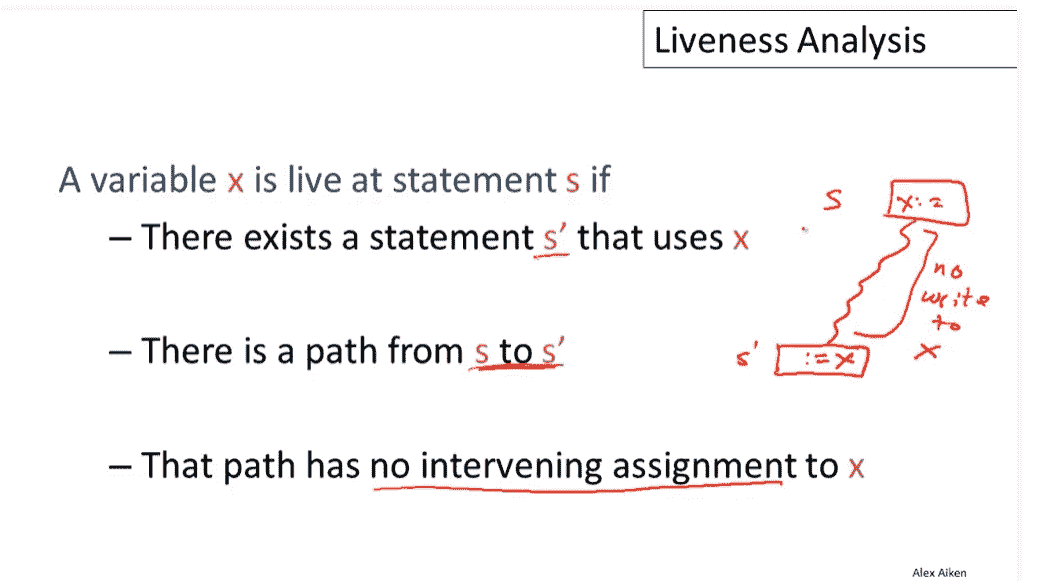 Liveness Analysis
A variable x is live at statement s if
– There exists a statement s’ that uses x
– There is a path from s to s’
– That path has no intervening assignment to x
s
x:=
no
write
to
x
s'
:= x
Alex Aiken